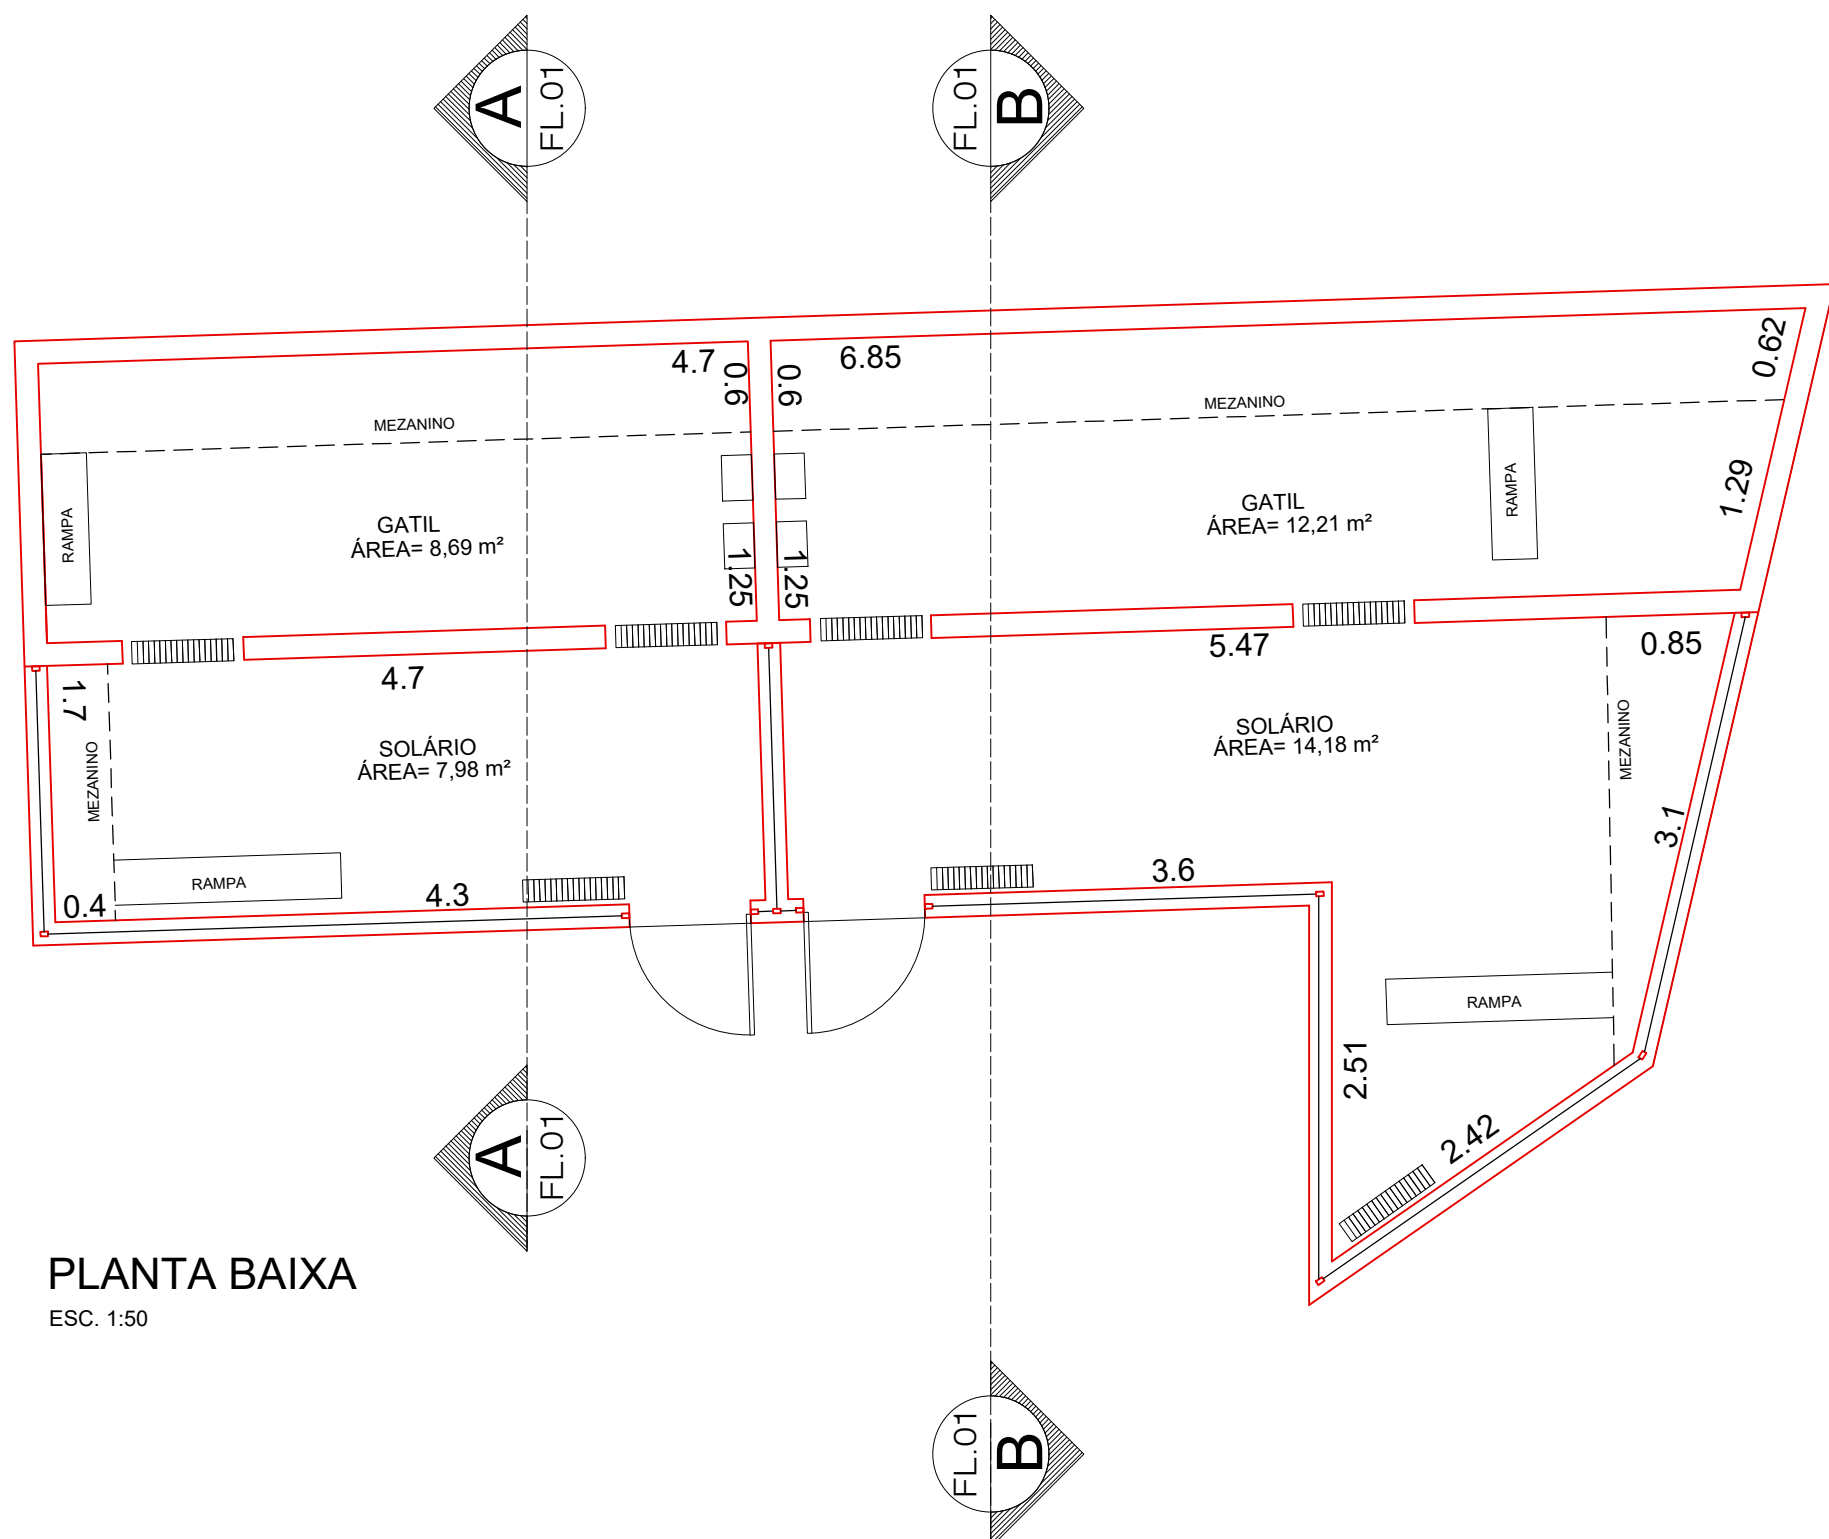 A
FL.01
FL.01
B
4.7
0.6
0.6
6.85
0.62
MEZANINO
MEZANINO
RAMPA
GATIL
ÁREA= 8,69 m²
1.25
1.25
GATIL
ÁREA= 12,21 m²
RAMPA
1.29
4.7
5.47
0.85
1.7
MEZANINO
SOLÁRIO
ÁREA= 7,98 m²
SOLÁRIO
ÁREA= 14,18 m²
MEZANINO
3.1
RAMPA
0.4
4.3
3.6
RAMPA
2.51
2.42
A
FL.01
PLANTA BAIXA
ESC. 1:50
FL.01
B